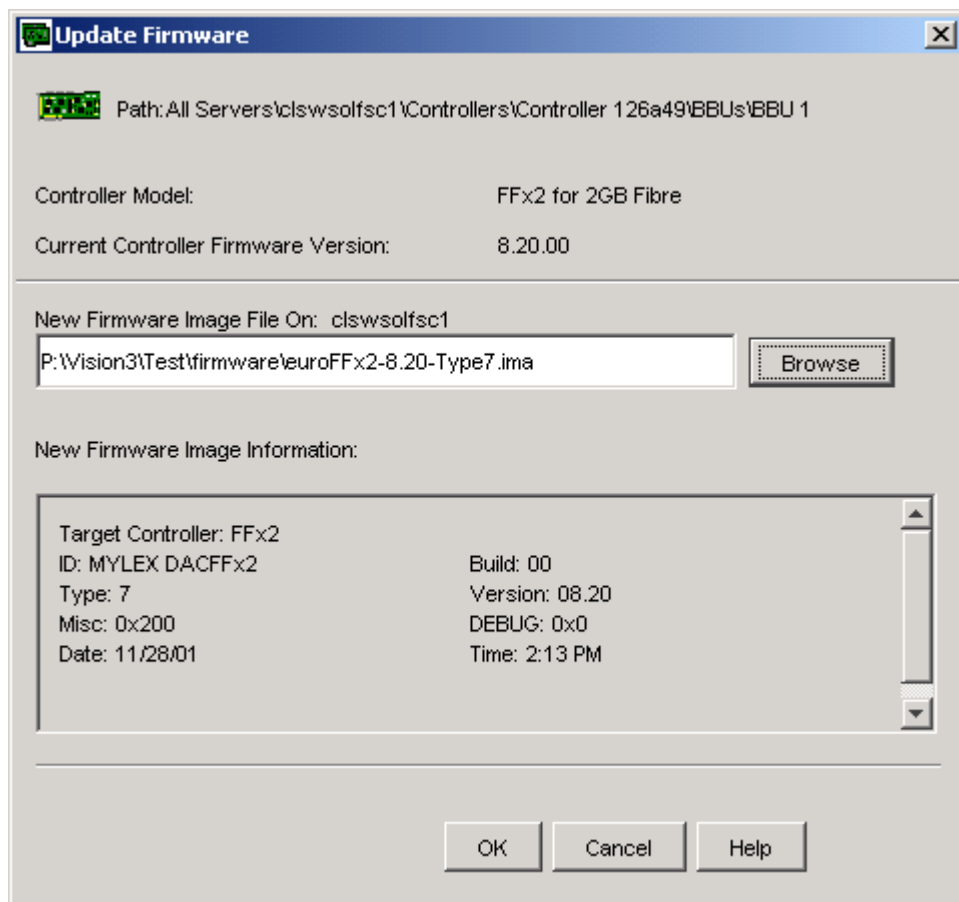 Update Firmware
Path:All Servers\clswsolfsc1\Controllers\Controller 126a49\BBUs\BBU 1
Controller Model: FFx2 for 2GB Fibre
Current Controller Firmware Version: 8.20.00
New Firmware Image File On: clswsolfsc1
P:\Vision3\Test\firmware\euroFFx2-8.20-Type7.ima
Browse
New Firmware Image Information:
Target Controller: FFx2
ID: MYLEX DACFFx2 Build: 00
Type: 7 Version: 08.20
Misc: 0x200 DEBUG: 0x0
Date: 11/28/01 Time: 2:13 PM
OK Cancel Help